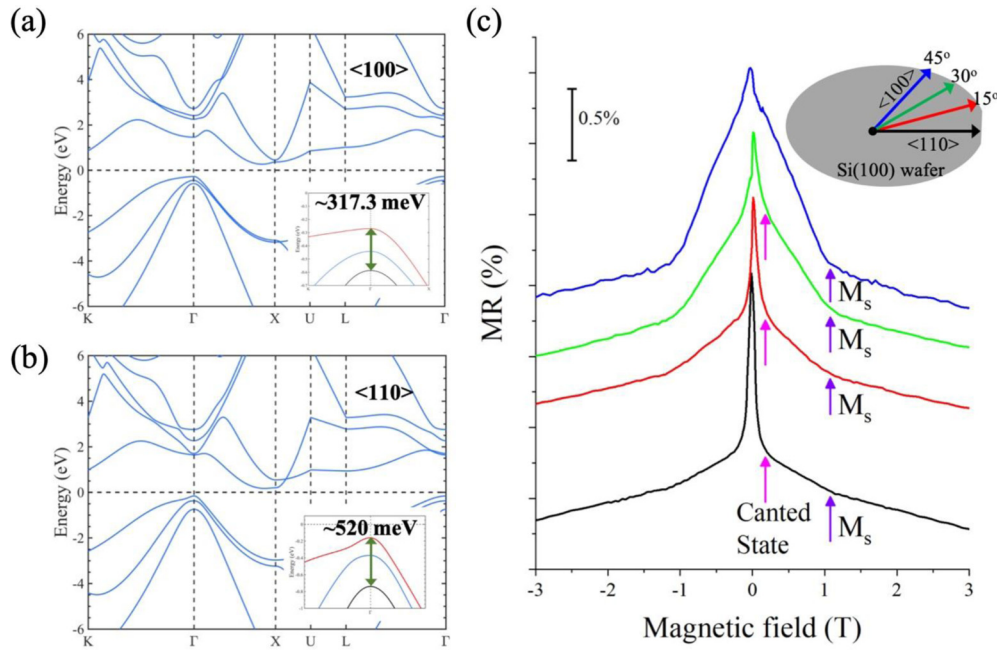 (a)
<100>
6
4
2
0
-2
-4
-6
Energy (eV)
~317.3 meV
K Γ X U L Γ
(b)
<110>
6
4
2
0
-2
-4
-6
Energy (eV)
~520 meV
K Γ X U L Γ
(c)
MR (%)
0.5%
45°
30°
15°
<100>
<110>
Si(100) wafer
Ms
Ms
Ms
Ms
Canted
State
-3 -2 -1 0 1 2 3
Magnetic field (T)